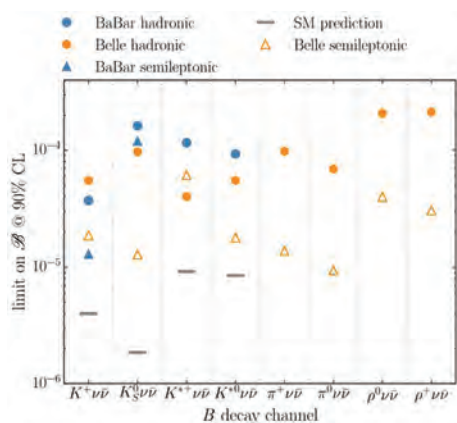 BaBar hadronic
Belle hadronic
BaBar semileptonic
SM prediction
Belle semileptonic
limit on ℬ @ 90% CL
10⁻⁴
10⁻⁵
10⁻⁶
K⁺νν̄ K⁰_Sνν̄ K*⁺νν̄ K*⁰νν̄ π⁺νν̄ π⁰νν̄ ρ⁰νν̄ ρ⁺νν̄
B decay channel